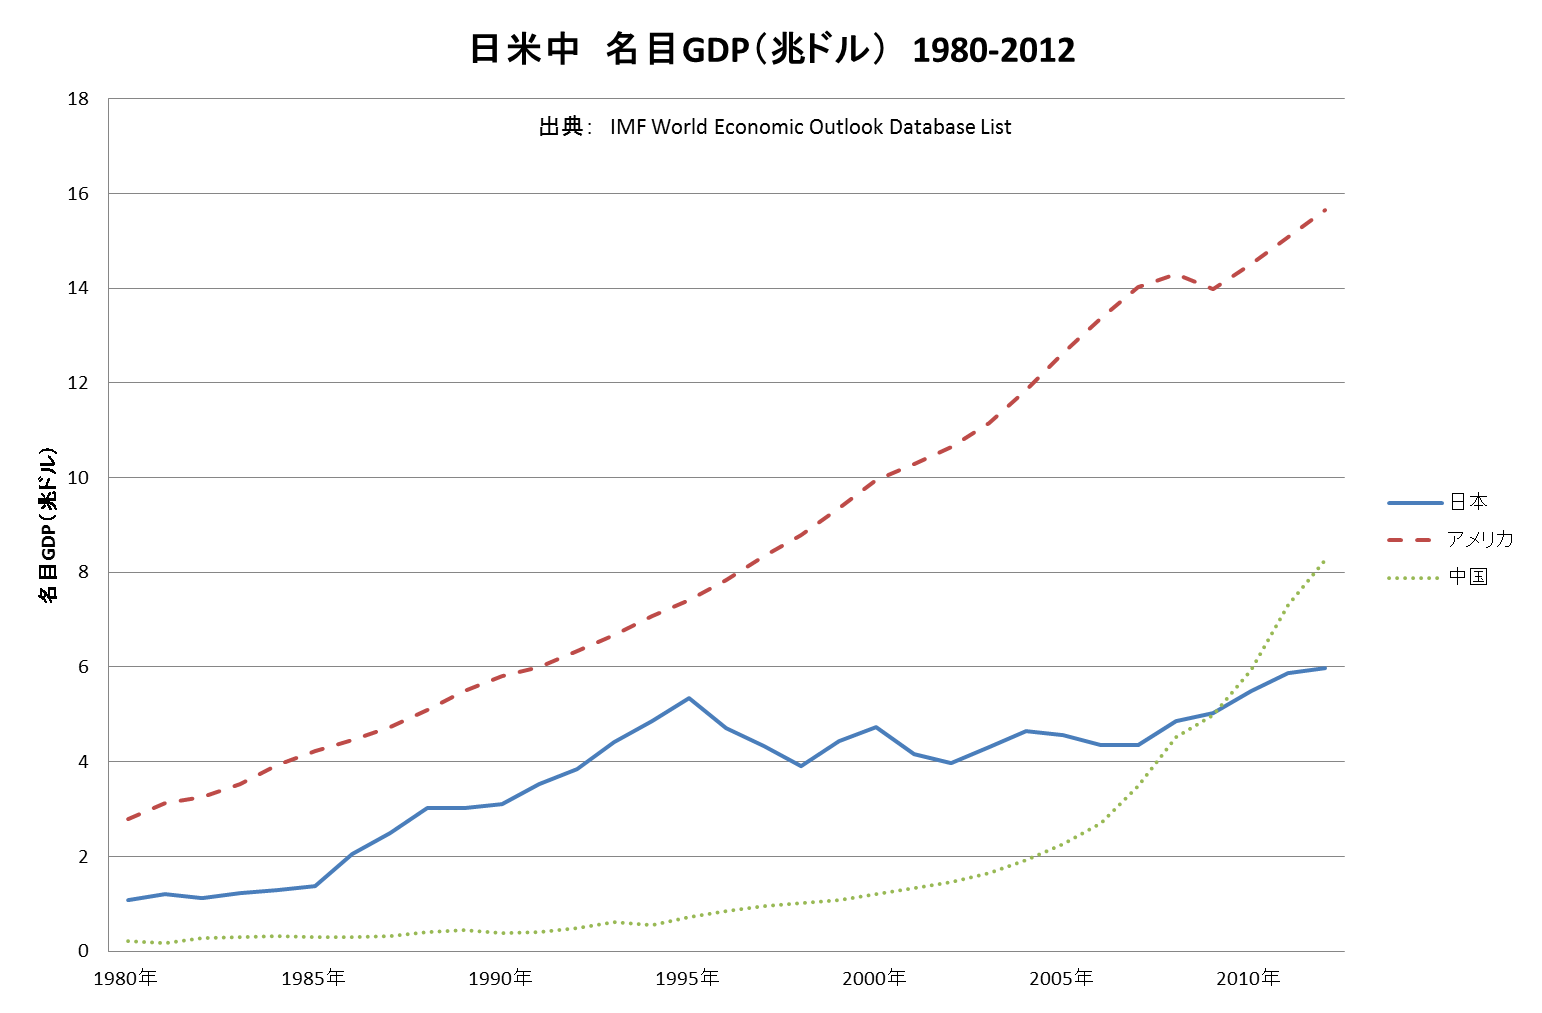 日米中 名目GDP(兆ドル) 1980-2012
出典: IMF World Economic Outlook Database List
18
16
14
12
10
8
6
4
2
0
名目GDP(兆ドル)
1980年 1985年 1990年 1995年 2000年 2005年 2010年
日本
アメリカ
中国